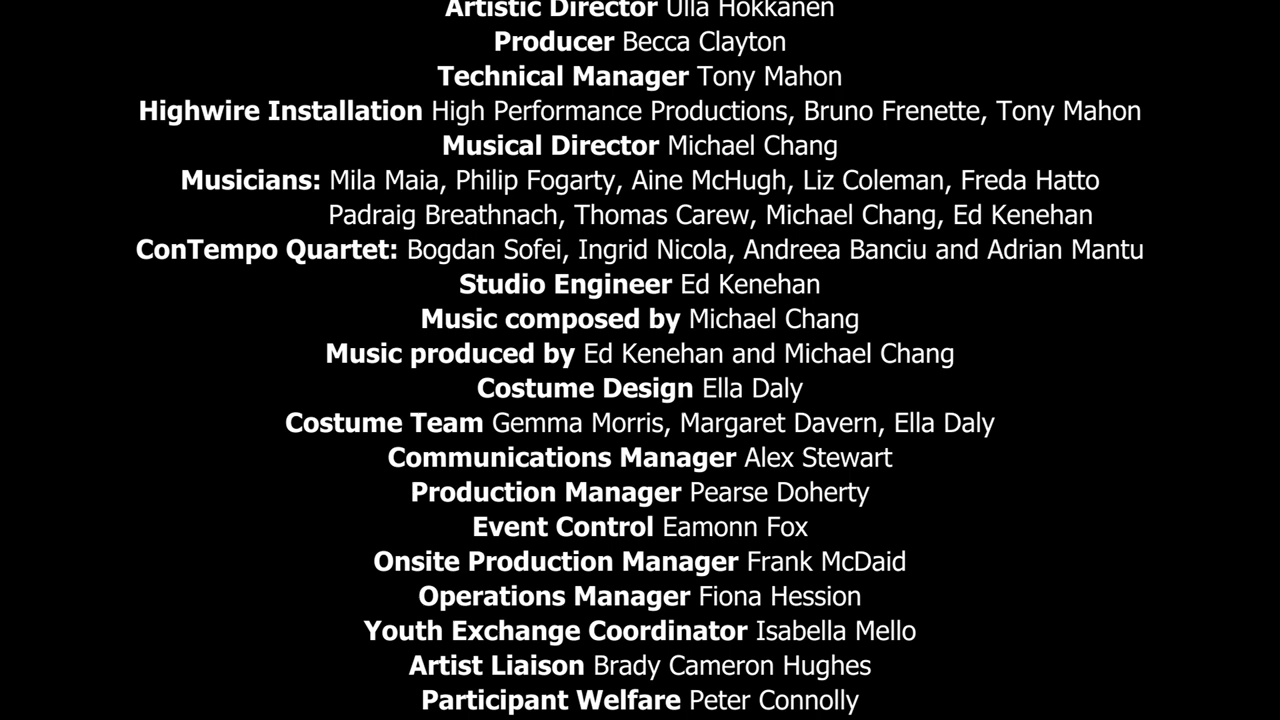 Artistic Director Ulla Hokkanen
Producer Becca Clayton
Technical Manager Tony Mahon
Highwire Installation High Performance Productions, Bruno Frenette, Tony Mahon
Musical Director Michael Chang
Musicians: Mila Maia, Philip Fogarty, Aine McHugh, Liz Coleman, Freda Hatto
Padraig Breathnach, Thomas Carew, Michael Chang, Ed Kenehan
ConTempo Quartet: Bogdan Sofei, Ingrid Nicola, Andreea Banciu and Adrian Mantu
Studio Engineer Ed Kenehan
Music composed by Michael Chang
Music produced by Ed Kenehan and Michael Chang
Costume Design Ella Daly
Costume Team Gemma Morris, Margaret Davern, Ella Daly
Communications Manager Alex Stewart
Production Manager Pearse Doherty
Event Control Eamonn Fox
Onsite Production Manager Frank McDaid
Operations Manager Fiona Hession
Youth Exchange Coordinator Isabella Mello
Artist Liaison Brady Cameron Hughes
Participant Welfare Peter Connolly